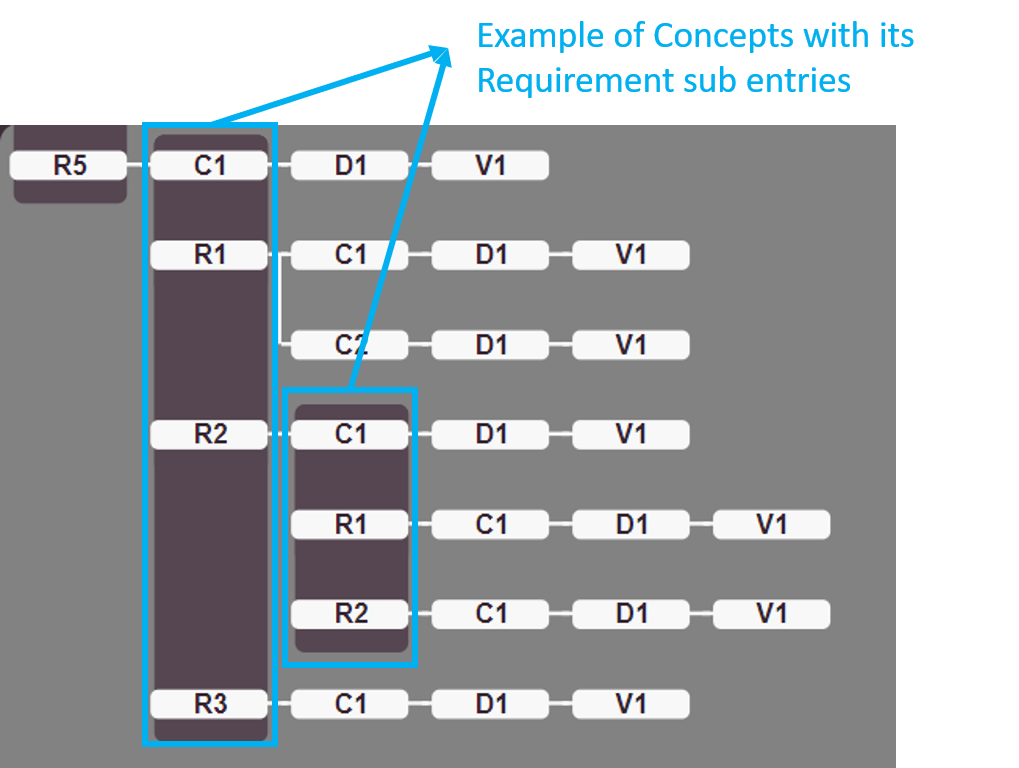 Example of Concepts with its
Requirement sub entries
R5 C1 D1 V1
R1 C1 D1 V1
C2 D1 V1
R2 C1 D1 V1
R1 C1 D1 V1
R2 C1 D1 V1
R3 C1 D1 V1